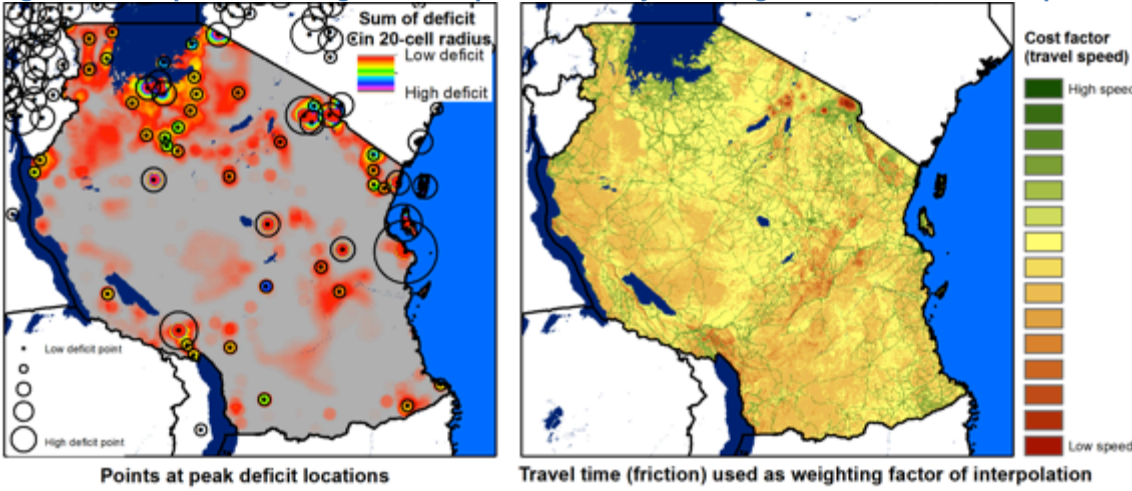 Sum of deficit
in 20-cell radius
Low deficit
High deficit
Low deficit point
High deficit point
Points at peak deficit locations
Cost factor
(travel speed)
High speed
Low speed
Travel time (friction) used as weighting factor of interpolation